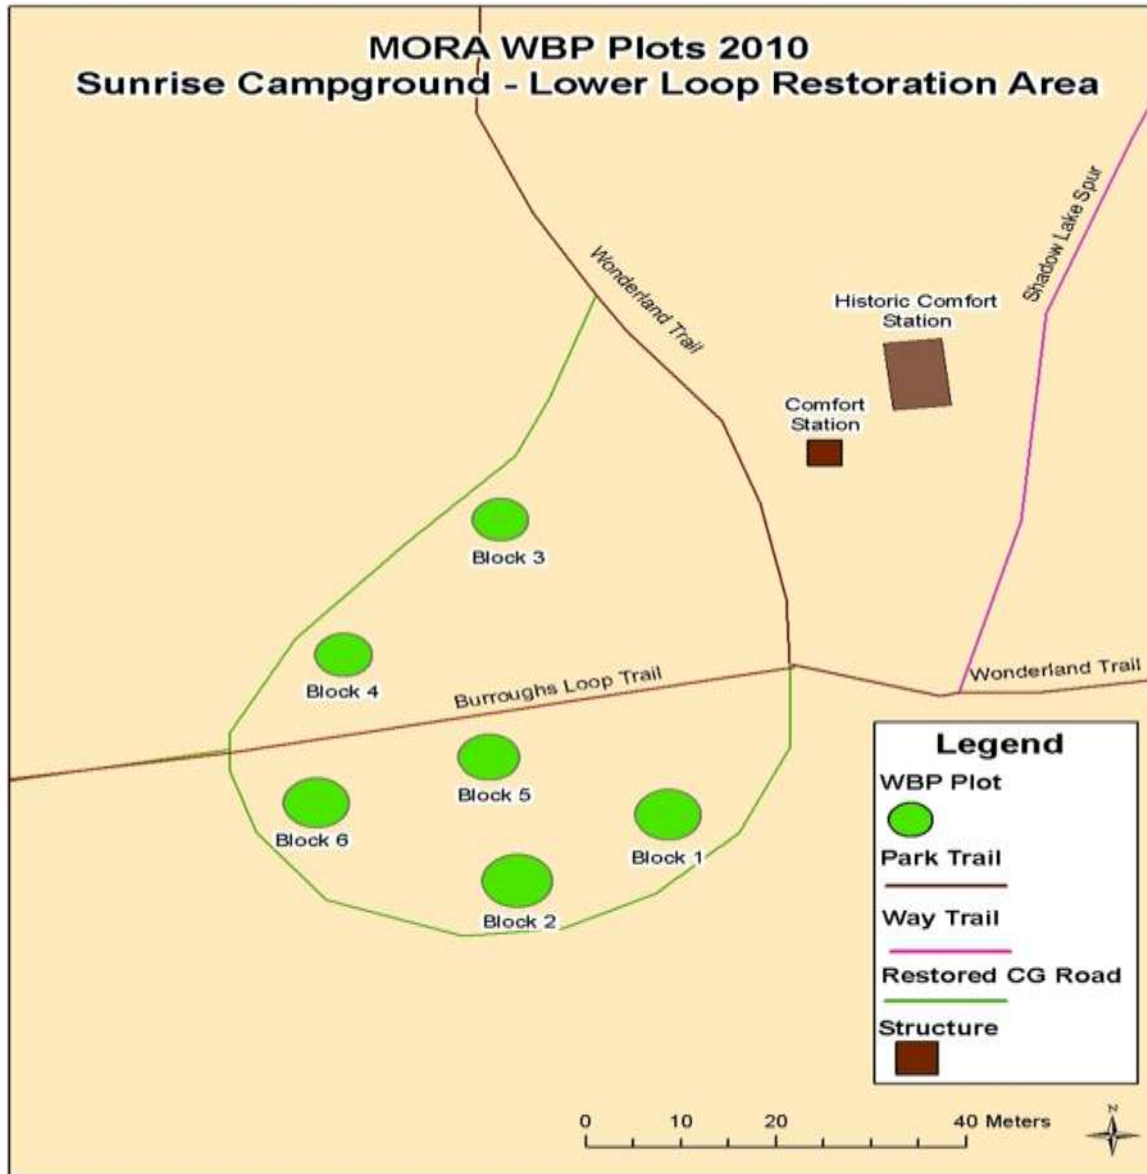 MORA WBP Plots 2010
Sunrise Campground - Lower Loop Restoration Area
Wonderland Trail
Shadow Lake Spur
Historic Comfort
Station
Comfort
Station
Block 3
Block 4
Burroughs Loop Trail
Wonderland Trail
Block 5
Block 6
Block 1
Block 2
Legend
WBP Plot
Park Trail
Way Trail
Restored CG Road
Structure
0 10 20 40 Meters
N